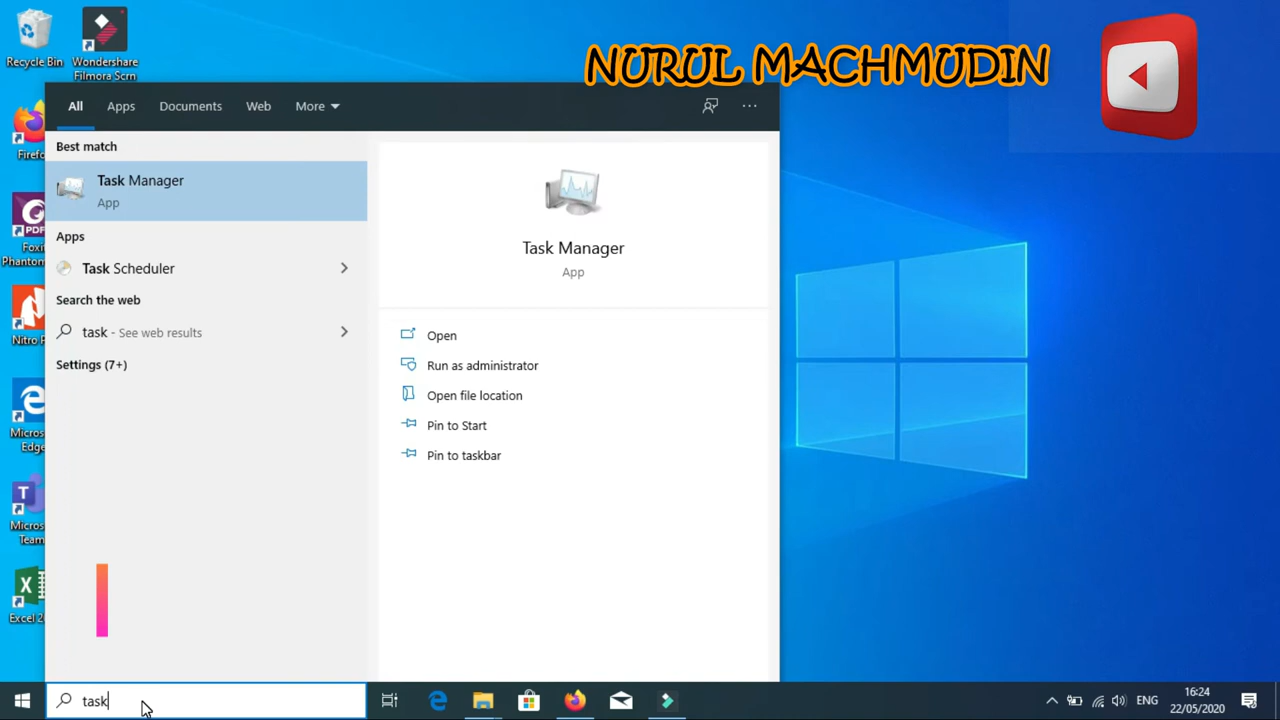 Recycle Bin
Wondershare
Filmora Scrn
NURUL MACHMUDIN
All
Apps
Documents
Web
More
Best match
Task Manager
App
Apps
Task Scheduler
Search the web
task - See web results
Settings (7+)
Task Manager
App
Open
Run as administrator
Open file location
Pin to Start
Pin to taskbar
Firef
PDF
Foxi
Phantom
Nitro P
Micros
Edge
Micros
Team
Excel 2
task
ENG
16:24
22/05/2020